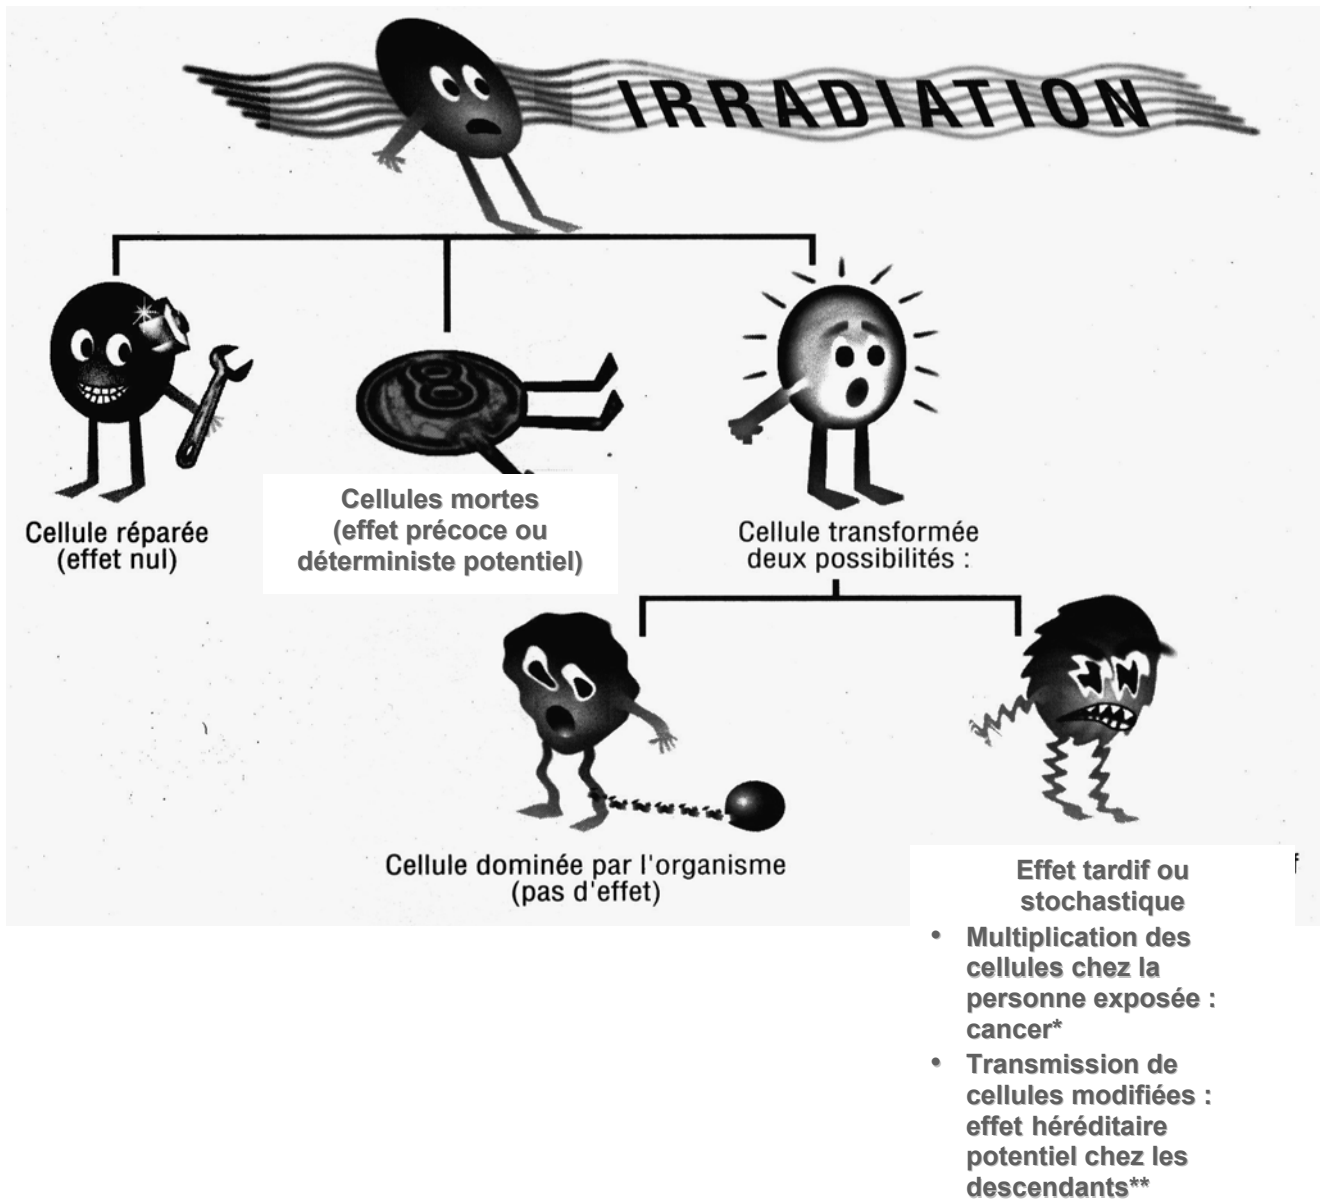 IRRADIATION
8
Cellule réparée
(effet nul)
Cellules mortes
(effet précoce ou
déterministe potentiel)
Cellule transformée
deux possibilités :
Cellule dominée par l'organisme
(pas d'effet)
Effet tardif ou
stochastique
• Multiplication des
cellules chez la
personne exposée :
cancer*
• Transmission de
cellules modifiées :
effet héréditaire
potentiel chez les
descendants**